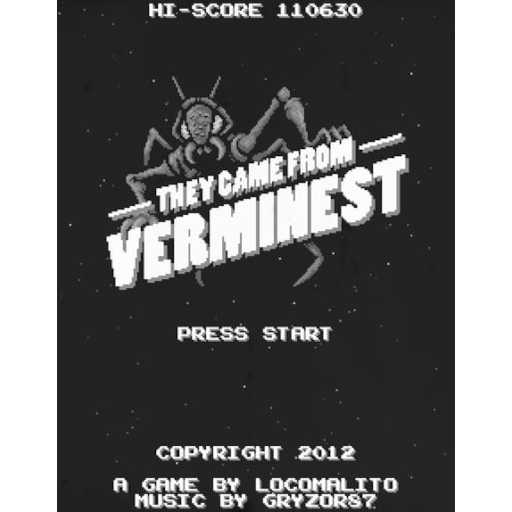 HI-SCORE 110630
THEY CAME FROM
VERMINEST
PRESS START
COPYRIGHT 2012
A GAME BY LOCOMALITO
MUSIC BY GRYZOR87